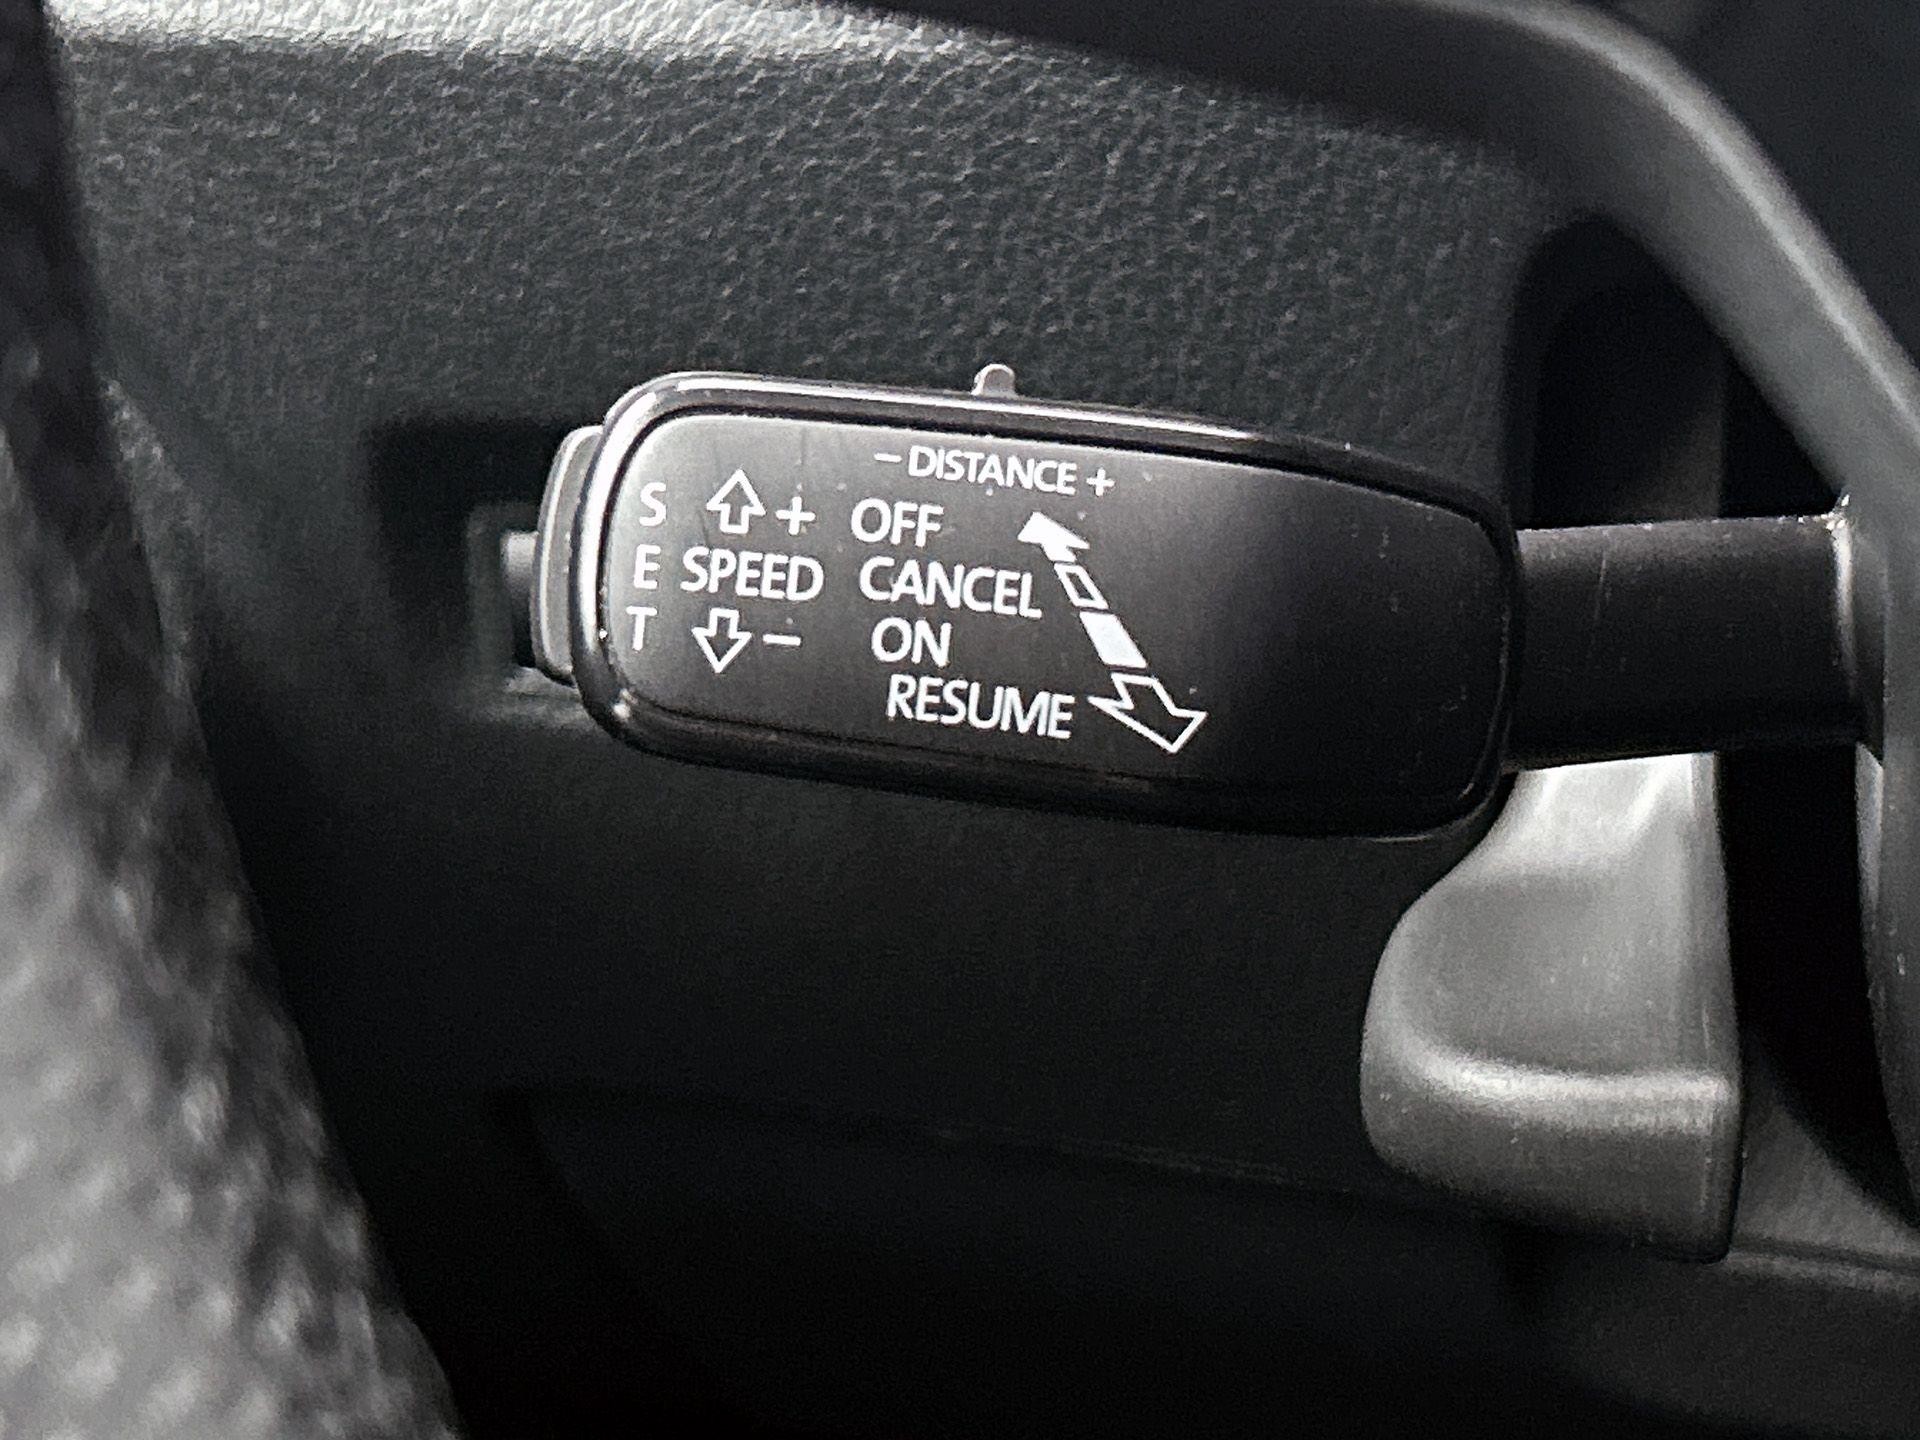 – DISTANCE +
S + OFF
E SPEED CANCEL
T – ON
RESUME